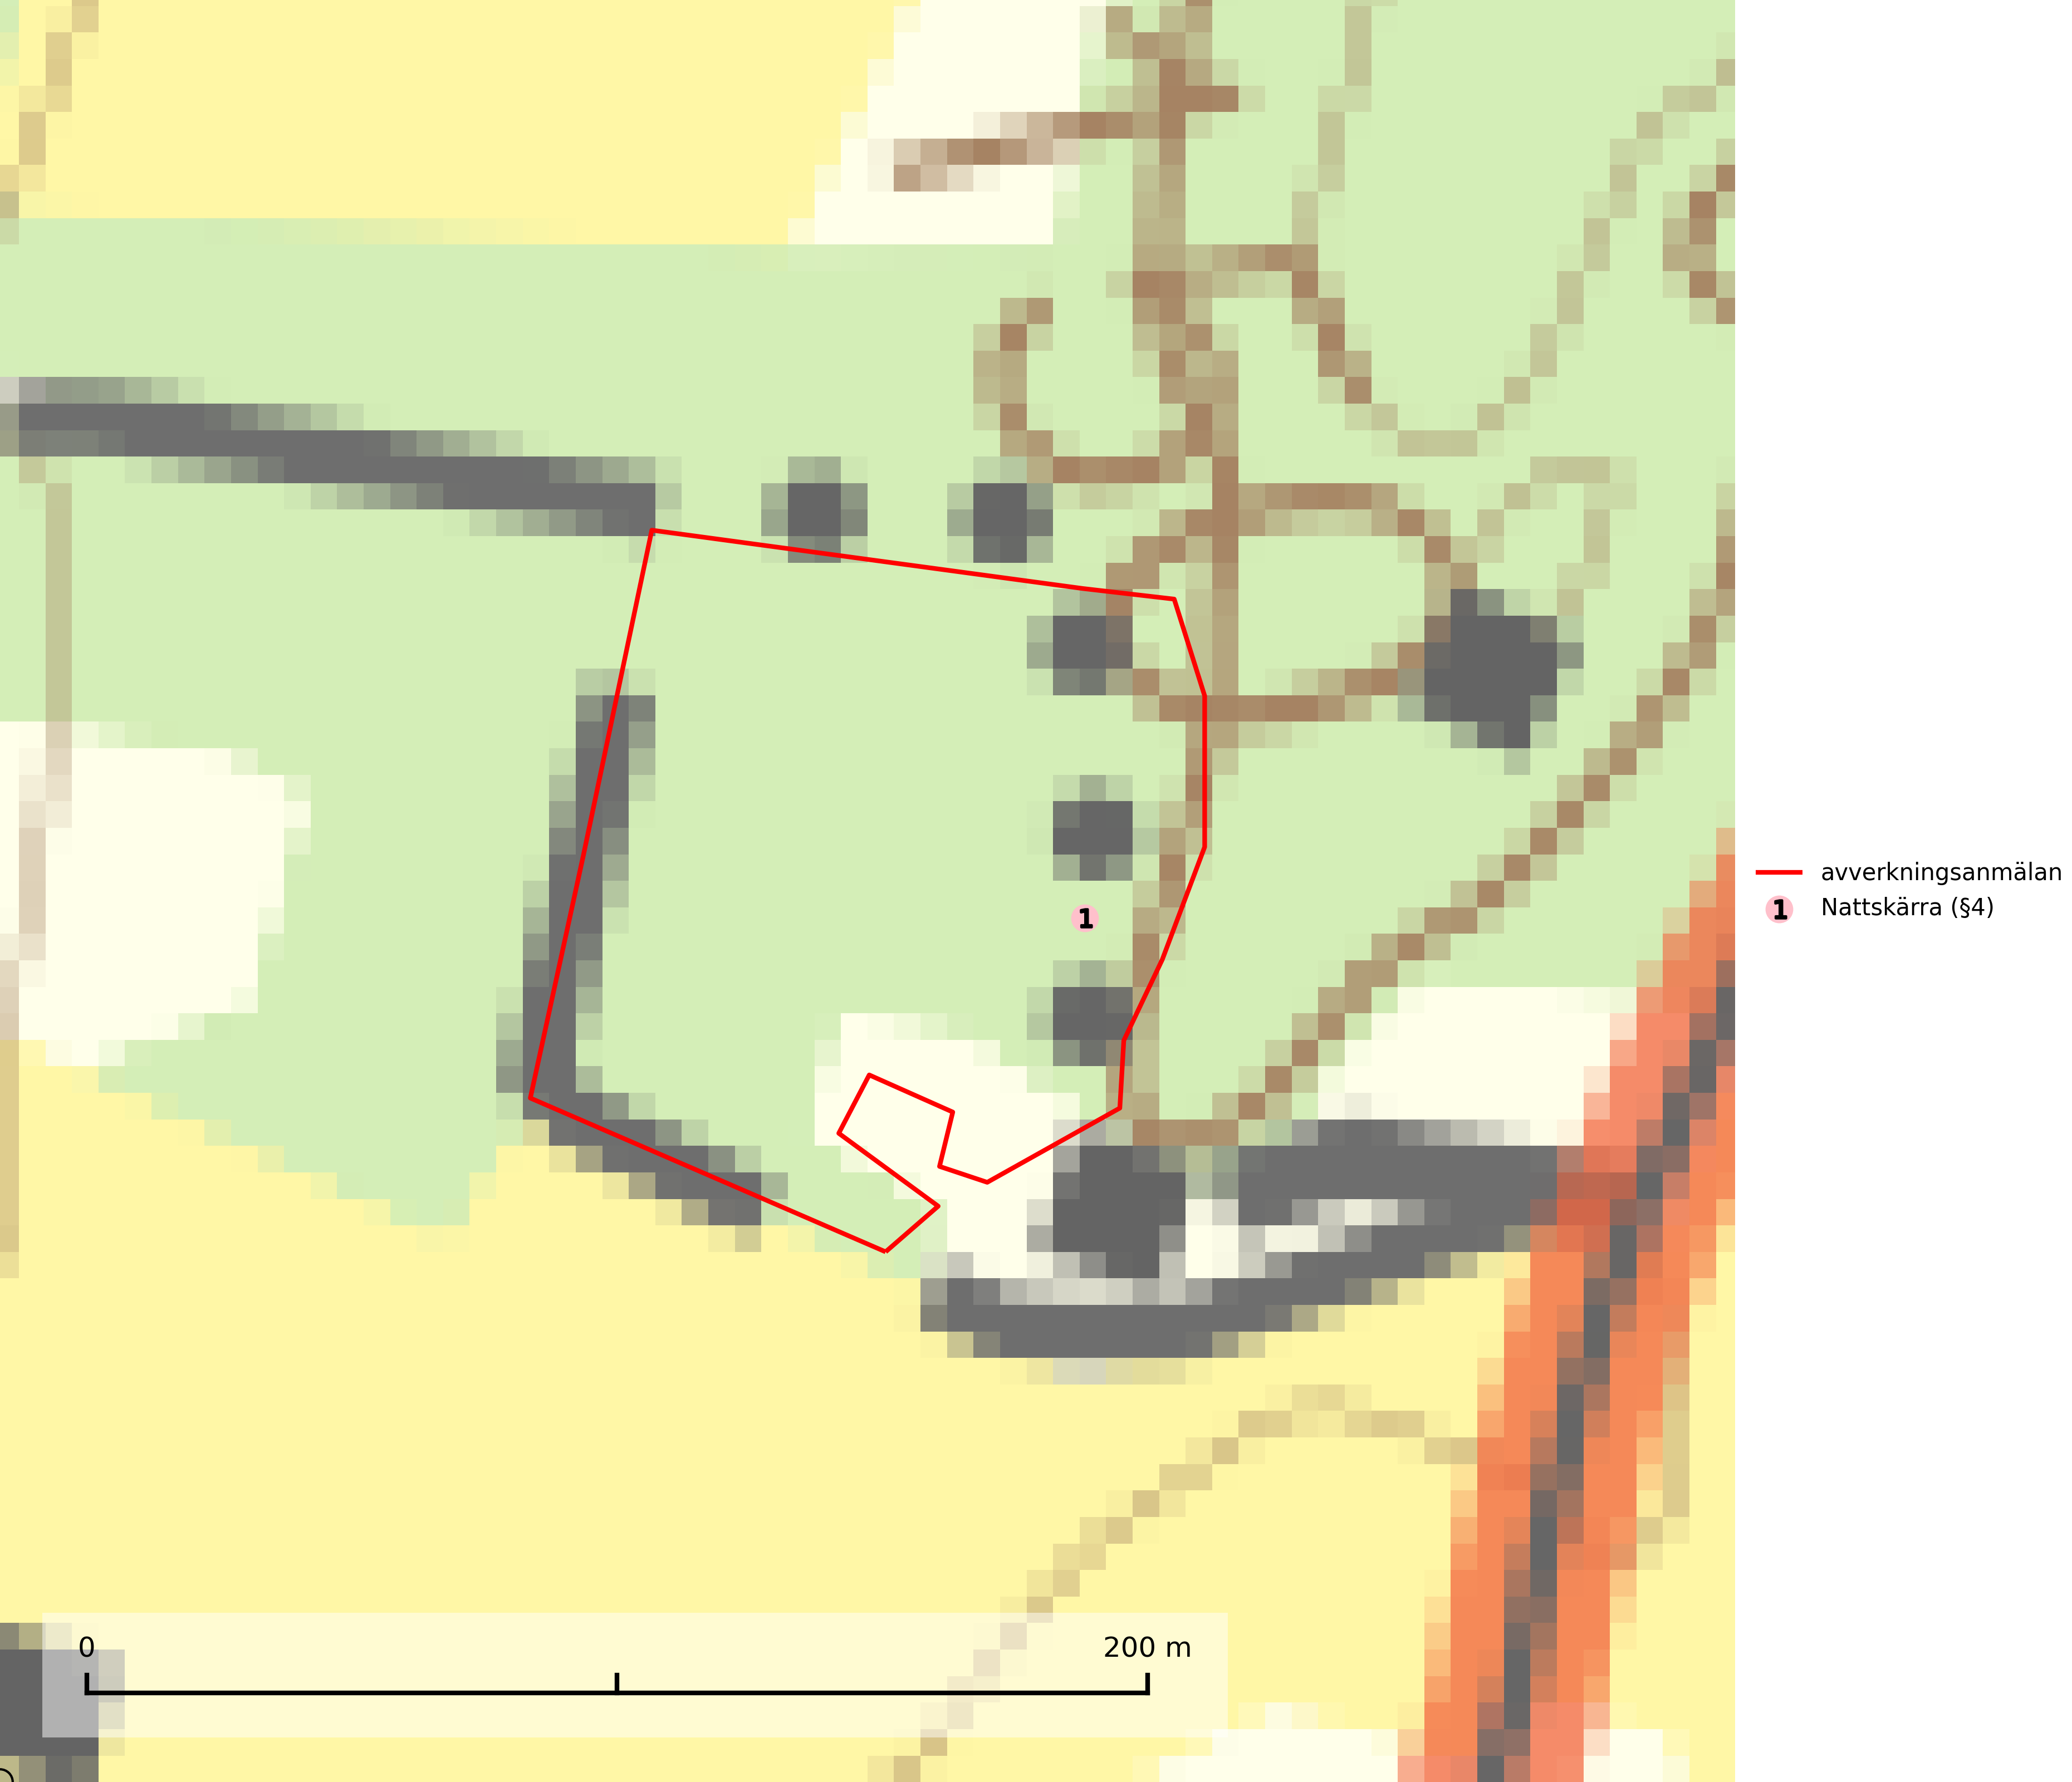 1
avverkningsanmälan
1 Nattskärra (§4)
0 200 m